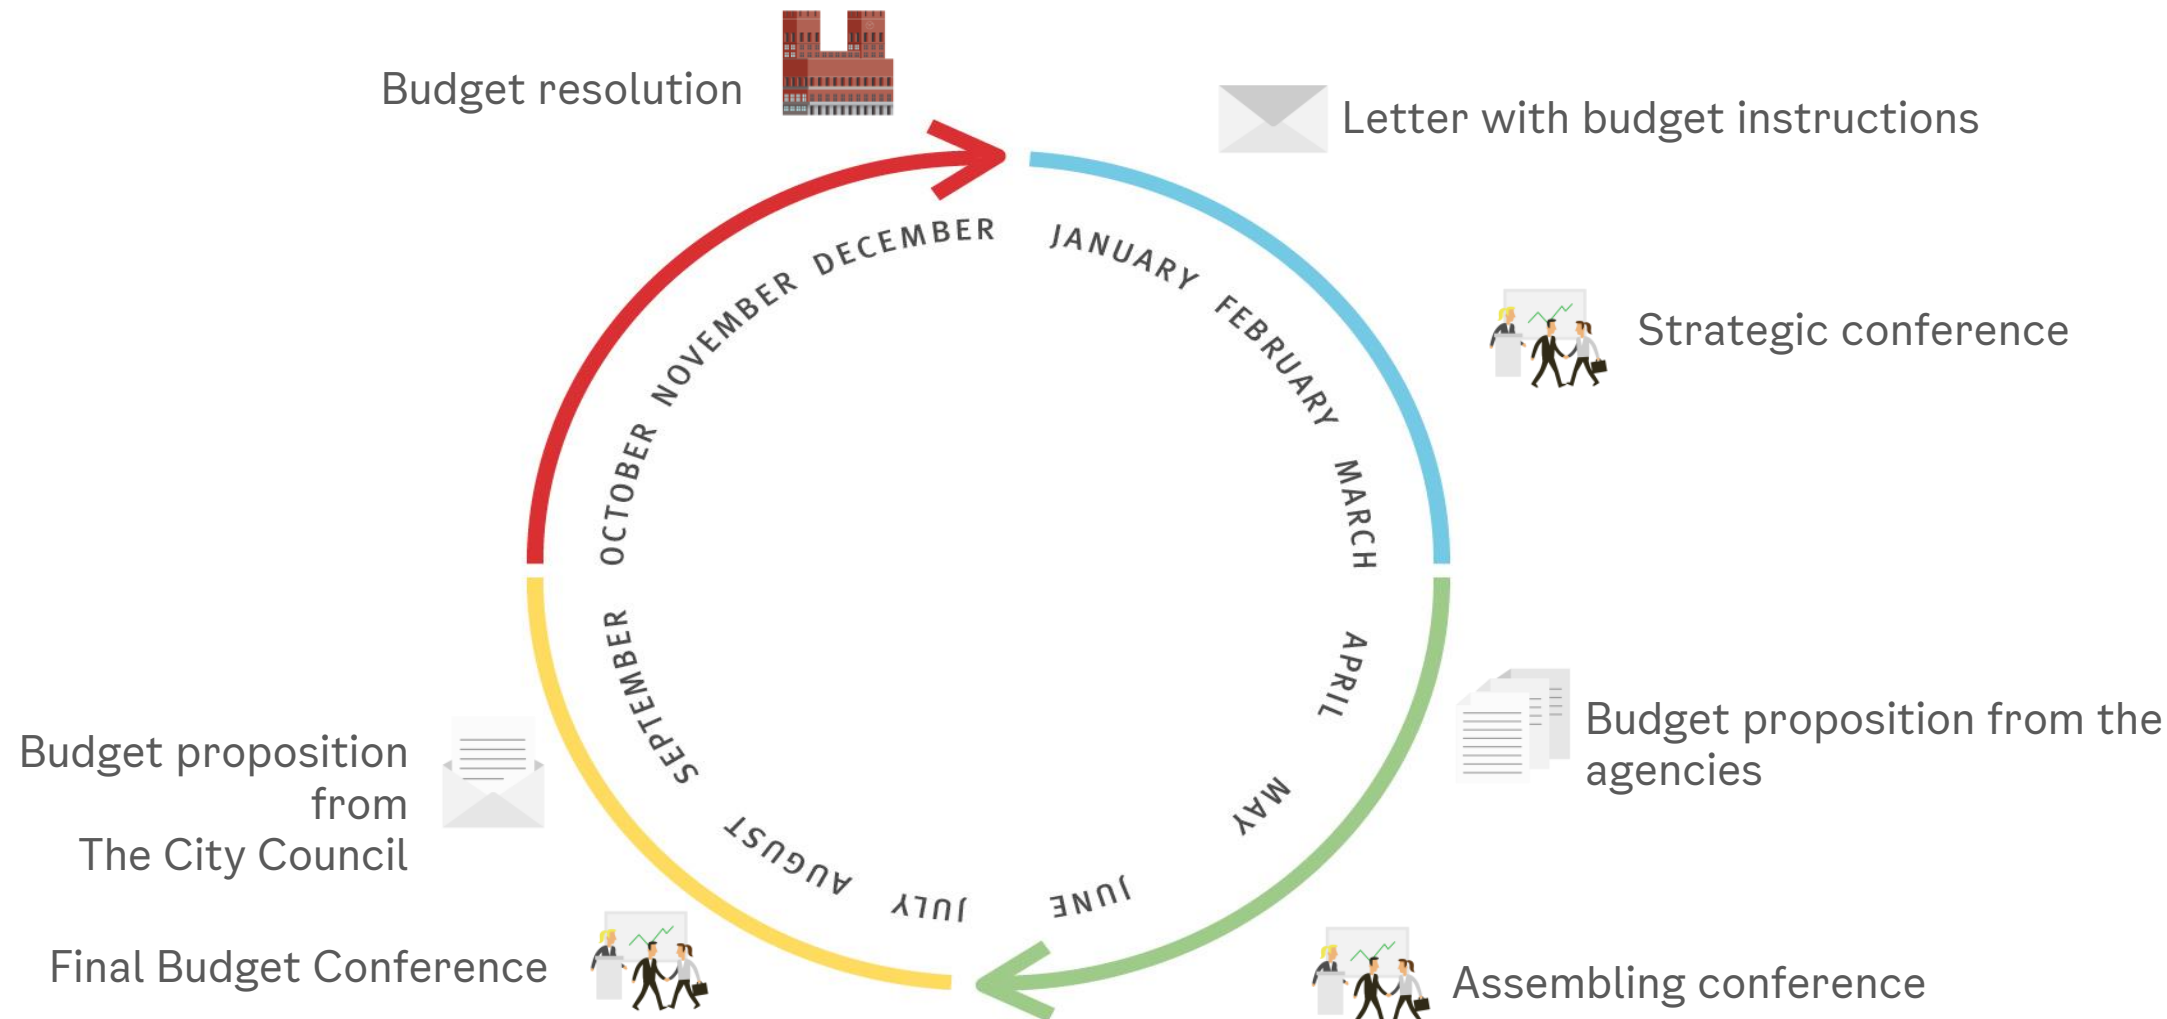 Budget resolution
Letter with budget instructions
DECEMBER
JANUARY
NOVEMBER
FEBRUARY
Strategic conference
OCTOBER
MARCH
SEPTEMBER
APRIL
Budget proposition from the
agencies
Budget proposition
from
The City Council
MAY
AUGUST
JULY
JUNE
Final Budget Conference
Assembling conference